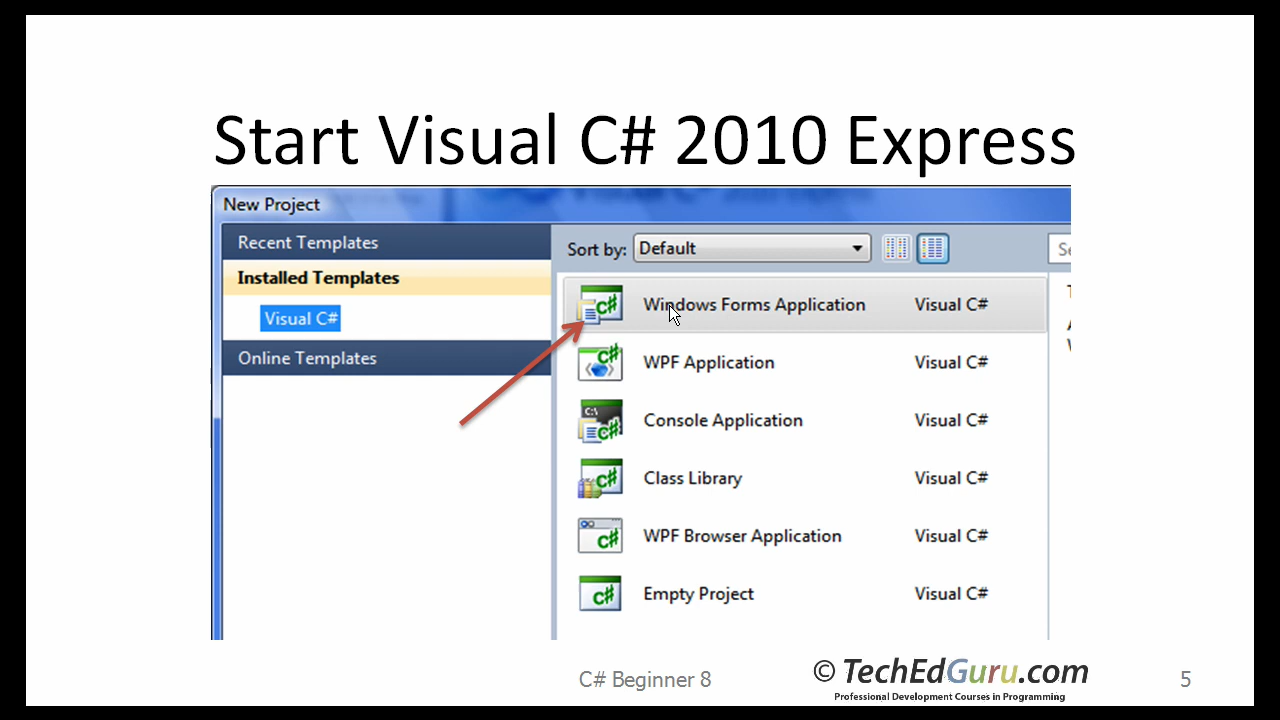 Start Visual C# 2010 Express
New Project
Recent Templates
Installed Templates
Visual C#
Online Templates
Sort by: Default
Windows Forms Application Visual C#
WPF Application Visual C#
Console Application Visual C#
Class Library Visual C#
WPF Browser Application Visual C#
Empty Project Visual C#
C# Beginner 8
© TechEdGuru.com
Professional Development Courses in Programming
5